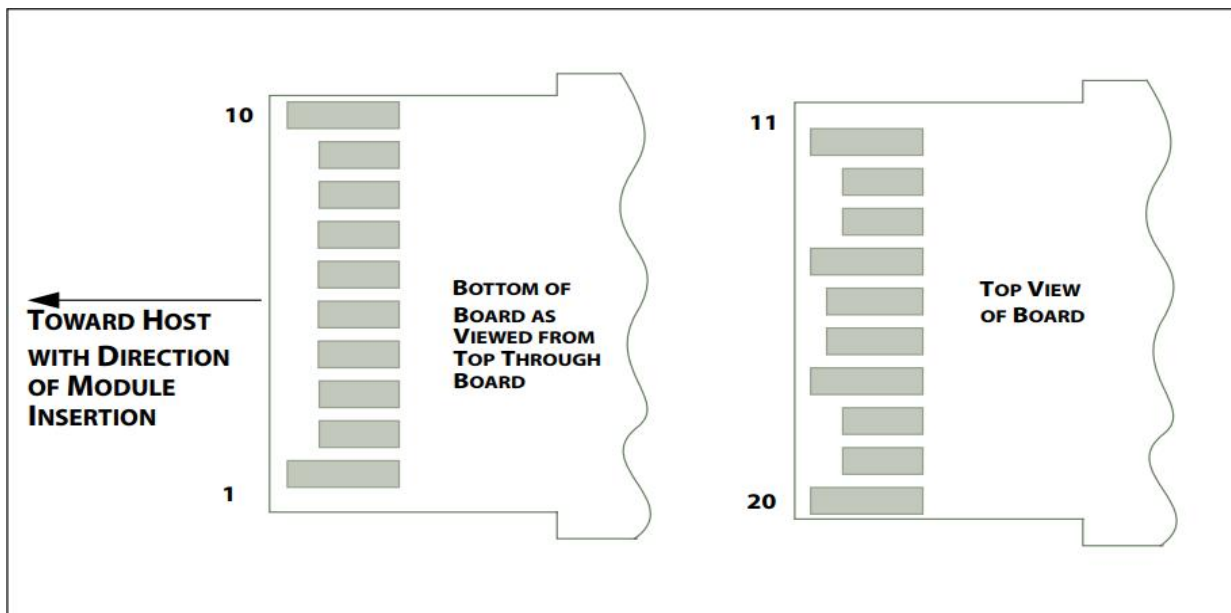 10
TOWARD HOST
WITH DIRECTION
OF MODULE
INSERTION
1
BOTTOM OF
BOARD AS
VIEWED FROM
TOP THROUGH
BOARD
11
TOP VIEW
OF BOARD
20